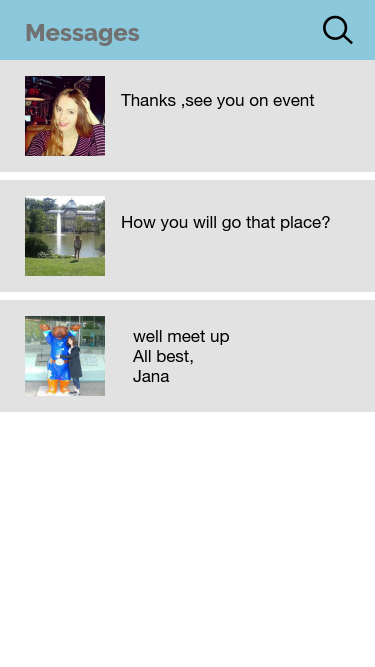 Messages
Thanks ,see you on event
How you will go that place?
well meet up
All best,
Jana